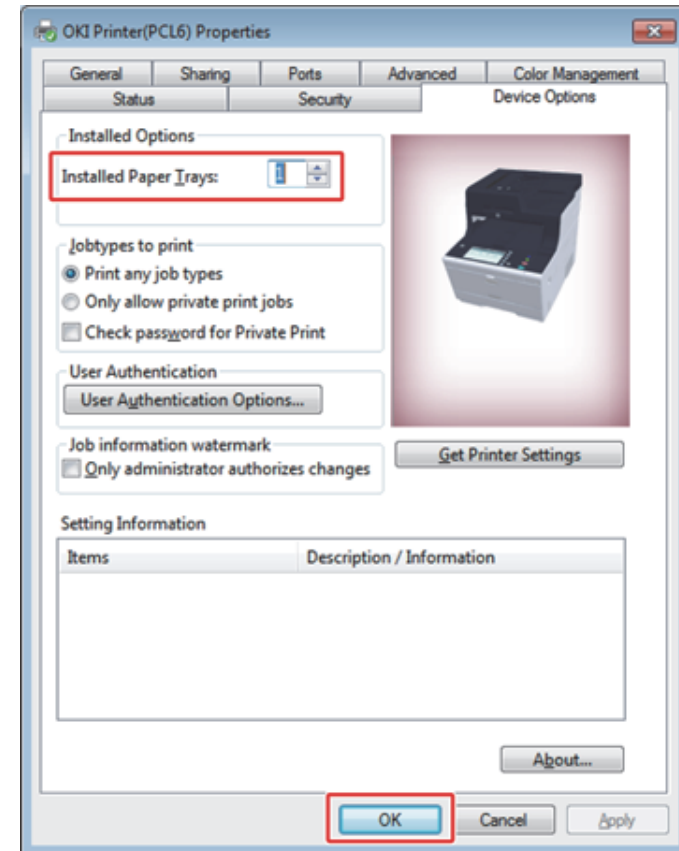 OKI Printer(PCL6) Properties
General Sharing Ports Advanced Color Management
Status Security Device Options
Installed Options
Installed Paper Trays: 1
Jobtypes to print
Print any job types
Only allow private print jobs
Check password for Private Print
User Authentication
User Authentication Options...
Job information watermark
Only administrator authorizes changes
Get Printer Settings
Setting Information
Items Description / Information
About...
OK Cancel Apply